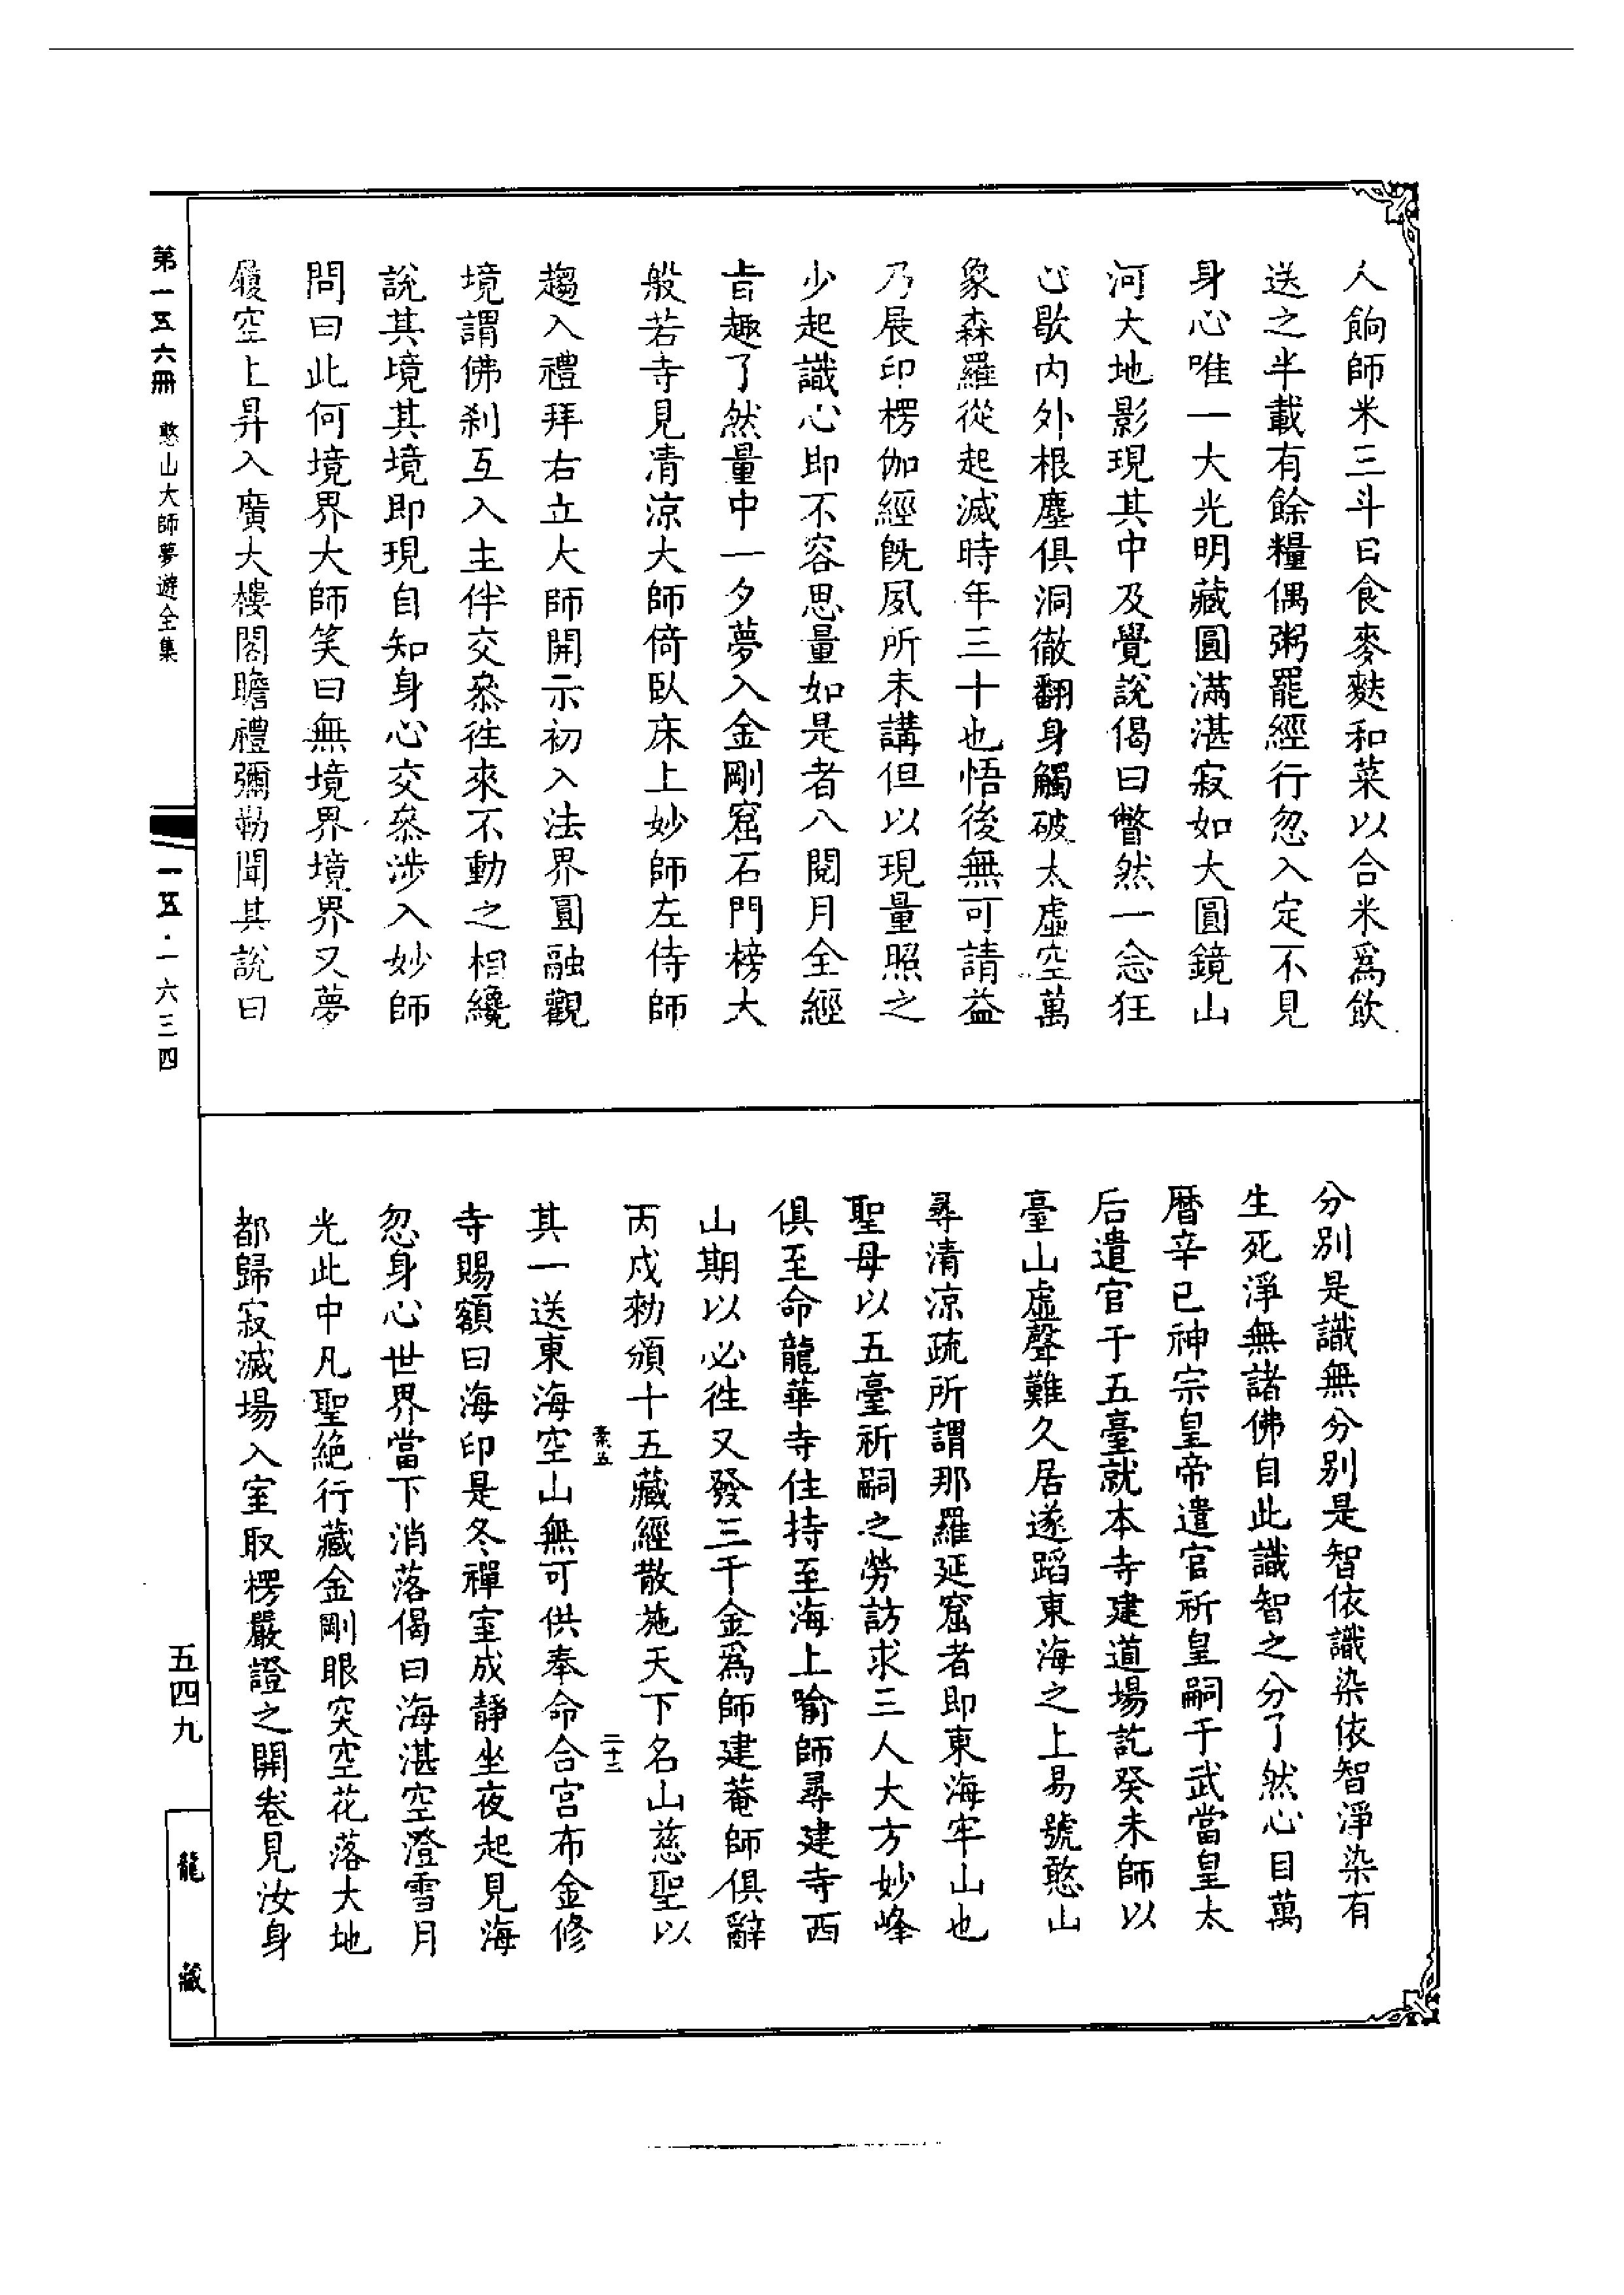 人餉師米三斗日食麥麩和菜以合米爲飲
送之半載有餘糧偶粥罷經行忽入定不見
身心唯一大光明藏圓滿湛寂如大圓鏡山
河大地影現其中及覺說偈曰瞥然一念狂
心歇內外根塵俱洞徹翻身觸破太虛空萬
象森羅從起滅時年三十也悟後無可請益
乃展印楞伽經旣夙所未講但以現量照之
少起識心即不容思量如是者八閱月全經
旨趣了然量中一夕夢入金剛窟石門榜大
般若寺見清涼大師倚臥床上妙師左侍師
趨入禮拜右立大師開示初入法界圓融觀
境謂佛刹互入主伴交叅往來不動之相纔
說其境其境即現自知身心交叅涉入妙師
問曰此何境界大師笑曰無境界境界又夢
履空上昇入廣大樓閣瞻禮彌勒聞其說曰
分別是識無分別是智依識染依智淨染有
生死淨無諸佛自此識智之分了然心目萬
曆辛巳神宗皇帝遣官祈皇嗣于武當皇太
后遣官于五臺就本寺建道場訖癸未師以
臺山虛聲難久居遂蹈東海之上易號憨山
尋清涼疏所謂那羅延窟者即東海牢山也
聖母以五臺祈嗣之勞訪求三人大方妙峰
俱至命龍華寺住持至海上喻師尋建寺西
山期以必往又發三千金爲師建菴師俱辭
丙戌勑頒十五藏經散施天下名山慈聖以
其一送東海空山無可供奉命合宮布金修
寺賜額曰海印是冬禪室成靜坐夜起見海
忽身心世界當下消落偈曰海湛空澄雪月
光此中凡聖絕行藏金剛眼突空花落大地
都歸寂滅場入室取楞嚴證之開卷見汝身
二十三
第一五六冊　憨山大師夢遊全集
一五·一六三四
五四九
龍藏